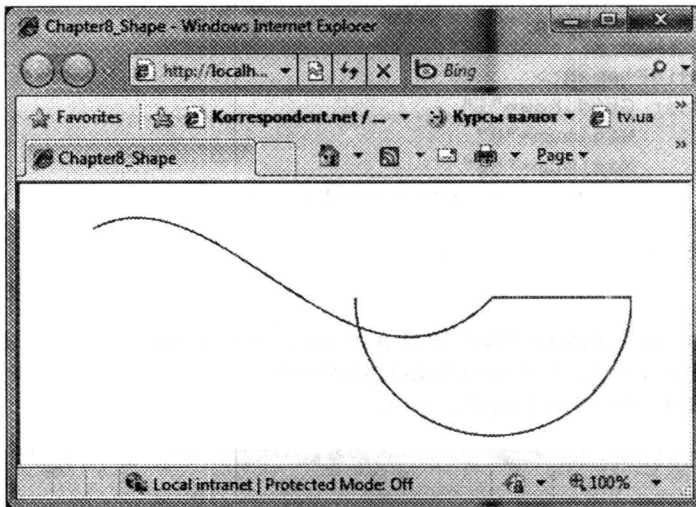 Chapter8_Shape - Windows Internet Explorer
http://localh... Bing
Favorites Korrespondent.net / ... Курсы валют tv.ua
Chapter8_Shape Page
Local intranet | Protected Mode: Off 100%